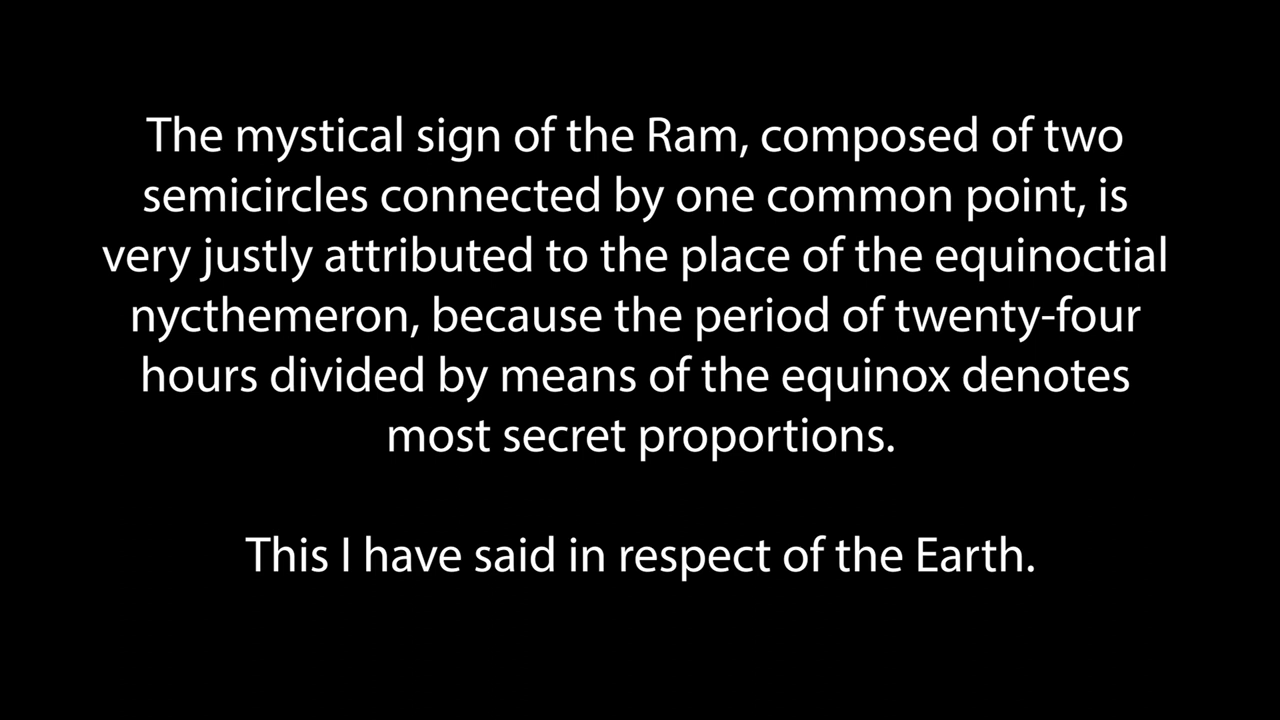 The mystical sign of the Ram, composed of two
semicircles connected by one common point, is
very justly attributed to the place of the equinoctial
nycthemeron, because the period of twenty-four
hours divided by means of the equinox denotes
most secret proportions.
This I have said in respect of the Earth.